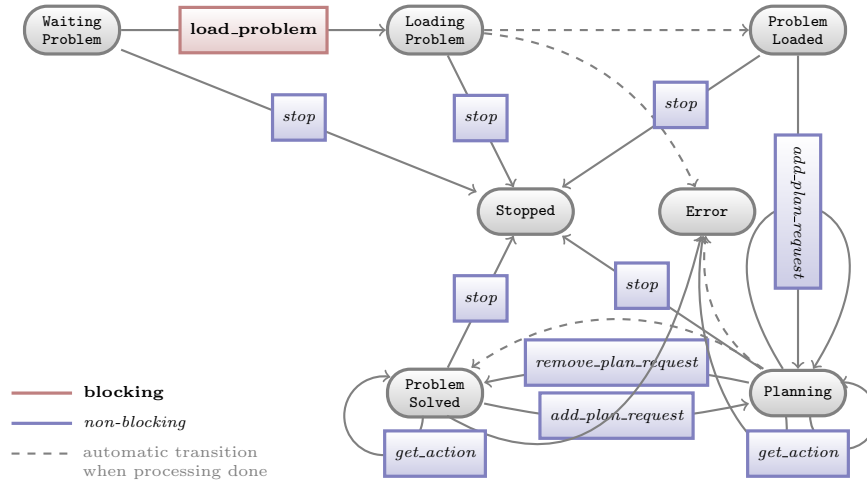 Waiting
Problem
load_problem
Loading
Problem
Problem
Loaded
stop
stop
stop
add_plan_request
Stopped
Error
stop
stop
remove_plan_request
Problem
Solved
Planning
add_plan_request
get_action
get_action
blocking
non-blocking
automatic transition
when processing done